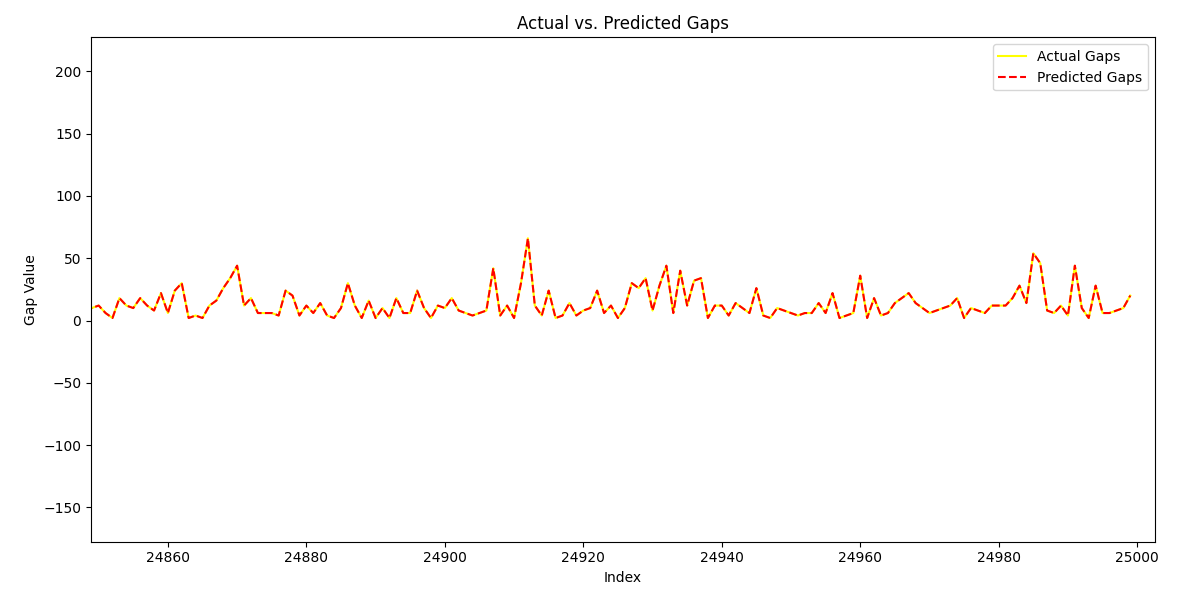 Actual vs. Predicted Gaps
Actual Gaps
Predicted Gaps
Gap Value
200
150
100
50
0
−50
−100
−150
24860 24880 24900 24920 24940 24960 24980 25000
Index